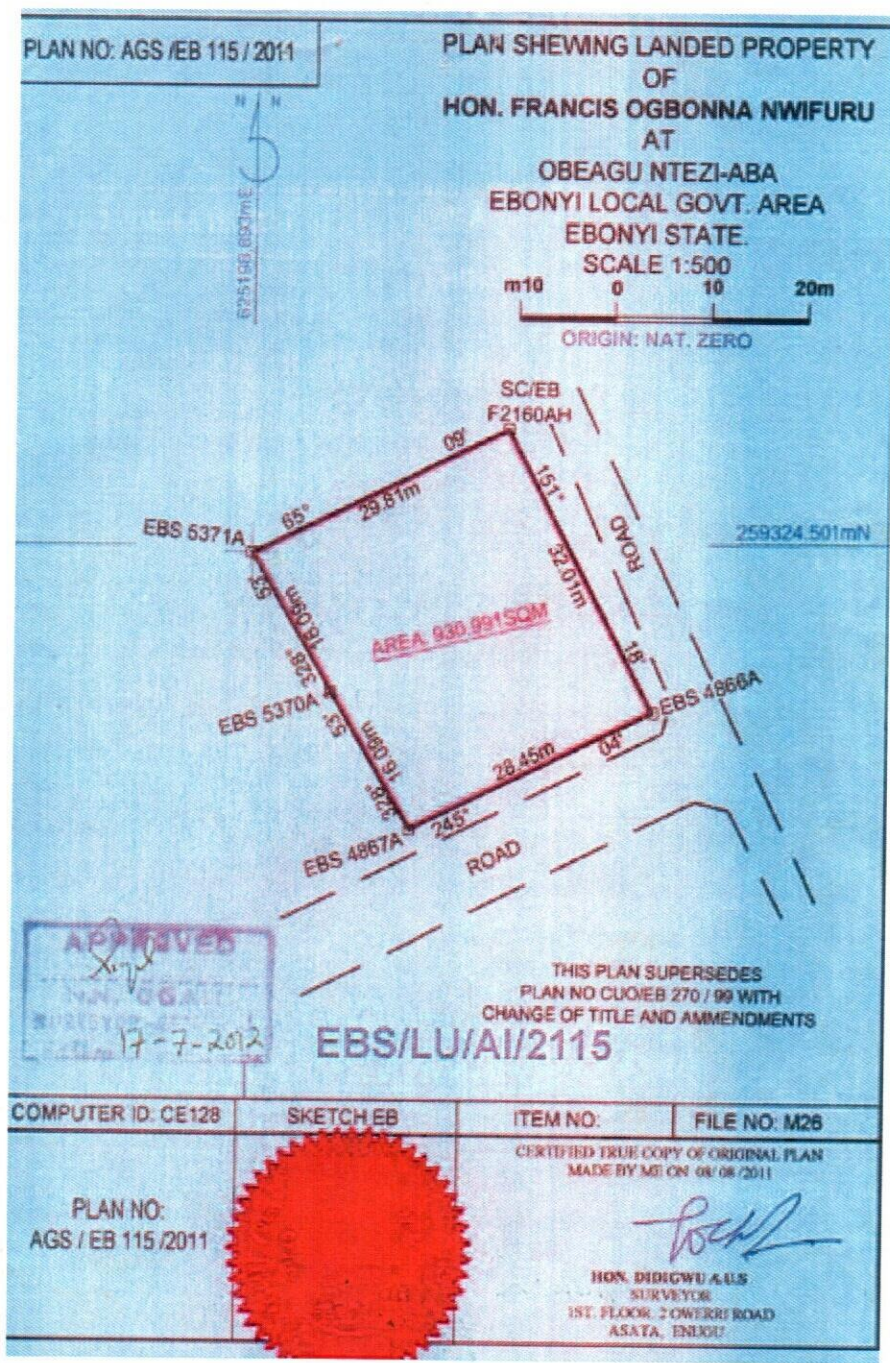 PLAN NO: AGS /EB 115 / 2011
PLAN SHEWING LANDED PROPERTY
OF
HON. FRANCIS OGBONNA NWIFURU
AT
OBEAGU NTEZI-ABA
EBONYI LOCAL GOVT. AREA
EBONYI STATE.
SCALE 1:500
m10 0 10 20m
ORIGIN: NAT. ZERO
N N
625198.893mE
SC/EB
F2160AH
65° 09'
29.81m
EBS 5371A
151° 18'
32.01m
ROAD
259324.501mN
AREA. 930.991SQM
53' 328°
16.09m
EBS 5370A
53' 328°
16.09m
EBS 4866A
28.45m
245° 04'
EBS 4867A
ROAD
APPROVED
17-7-2012
THIS PLAN SUPERSEDES
PLAN NO CUO/EB 270 / 99 WITH
CHANGE OF TITLE AND AMMENDMENTS
EBS/LU/AI/2115
COMPUTER ID: CE128
SKETCH EB
ITEM NO:
FILE NO: M26
PLAN NO:
AGS / EB 115 /2011
CERTIFIED TRUE COPY OF ORIGINAL PLAN
MADE BY ME ON 08/08/2011
HON. DIDIGWU A.U.S
SURVEYOR
1ST. FLOOR, 2 OWERRI ROAD
ASATA, ENUGU